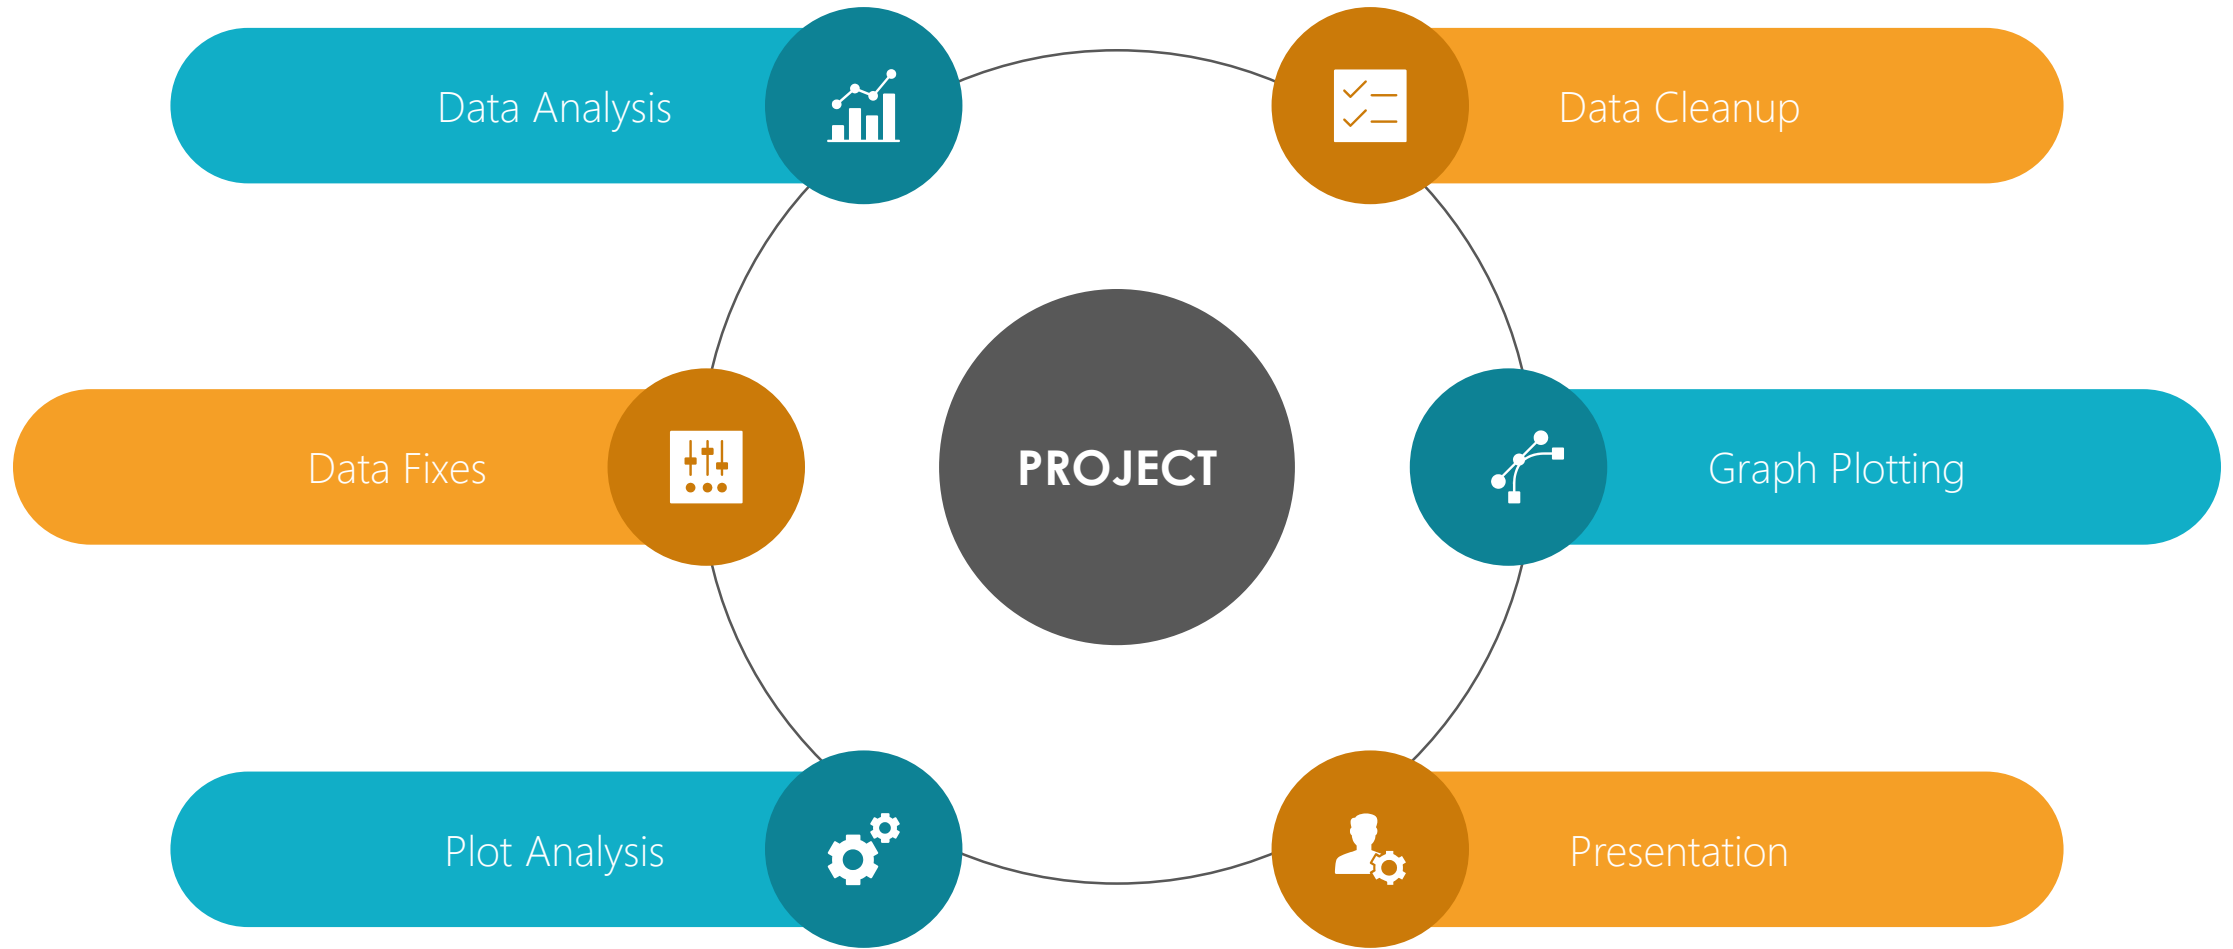 Data Analysis
Data Cleanup
Data Fixes
PROJECT
Graph Plotting
Plot Analysis
Presentation